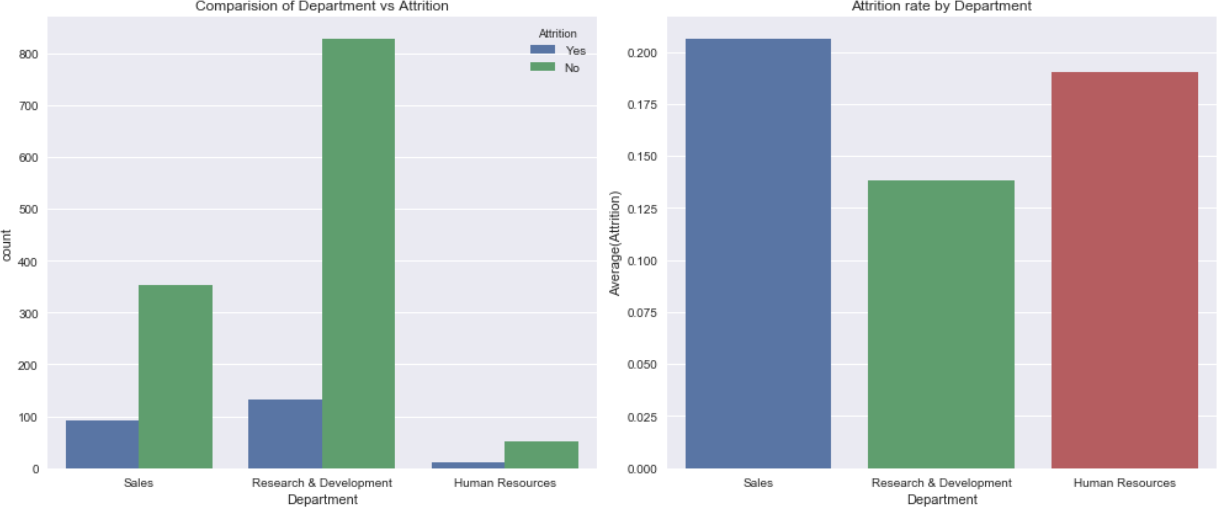 Comparision of Department vs Attrition
Attrition
Yes
No
800
700
600
500
400
300
200
100
0
count
Sales
Research & Development
Human Resources
Department
Attrition rate by Department
0.200
0.175
0.150
0.125
0.100
0.075
0.050
0.025
0.000
Average(Attrition)
Sales
Research & Development
Human Resources
Department